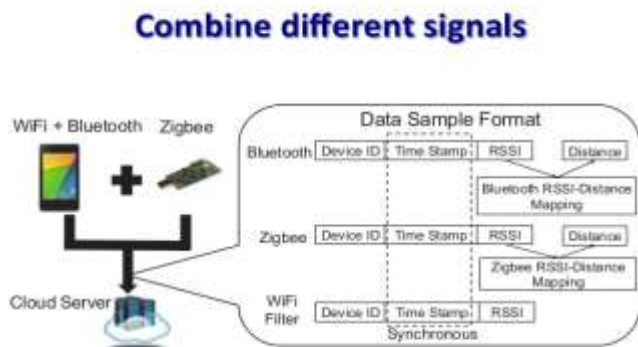 Combine different signals
WiFi + Bluetooth Zigbee
Cloud Server
Data Sample Format
Bluetooth Device ID Time Stamp RSSI Distance
Bluetooth RSSI-Distance
Mapping
Zigbee Device ID Time Stamp RSSI Distance
Zigbee RSSI-Distance
Mapping
WiFi
Filter Device ID Time Stamp RSSI
Synchronous